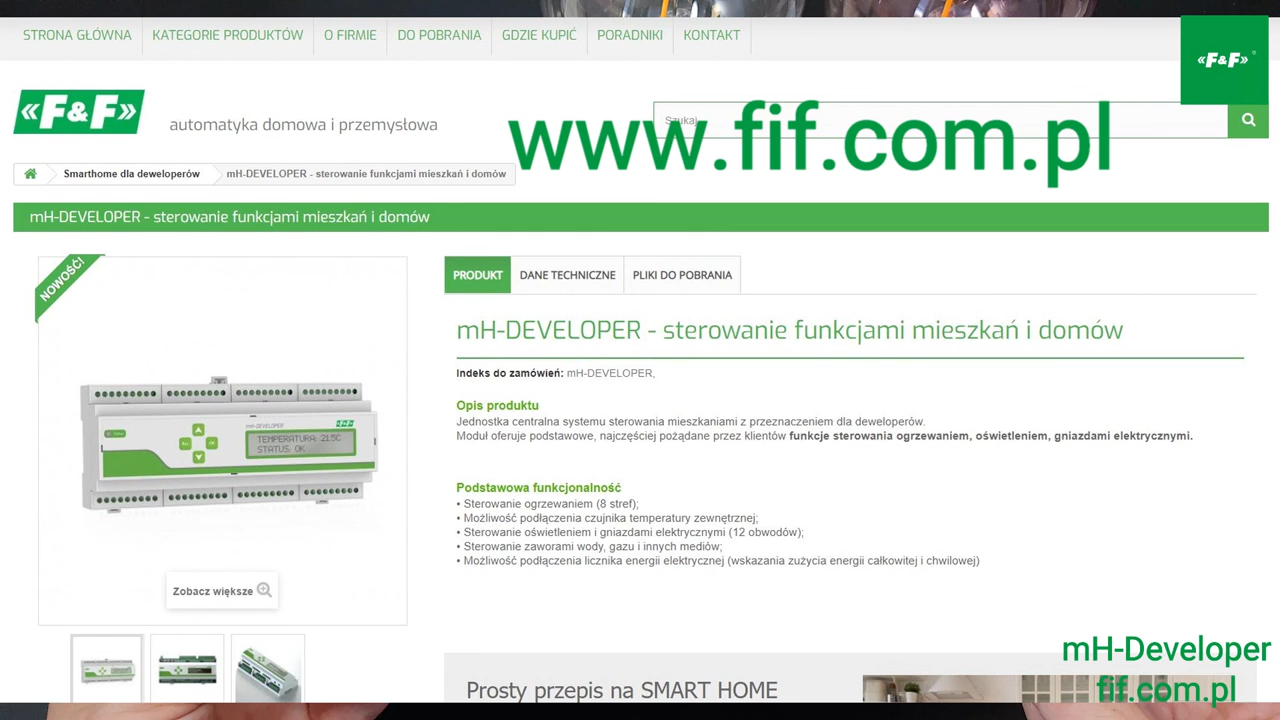 STRONA GŁÓWNA KATEGORIE PRODUKTÓW O FIRMIE DO POBRANIA GDZIE KUPIĆ PORADNIKI KONTAKT
«F&F»®
«F&F»
automatyka domowa i przemysłowa
Szukaj
www.fif.com.pl
Smarthome dla deweloperów mH-DEVELOPER - sterowanie funkcjami mieszkań i domów
mH-DEVELOPER - sterowanie funkcjami mieszkań i domów
NOWOŚĆ!
mH-DEVELOPER
F&F
TEMPERATURA: 21.5C
STATUS: OK
OK
Zobacz większe
PRODUKT DANE TECHNICZNE PLIKI DO POBRANIA
mH-DEVELOPER - sterowanie funkcjami mieszkań i domów
Indeks do zamówień: mH-DEVELOPER,
Opis produktu
Jednostka centralna systemu sterowania mieszkaniami z przeznaczeniem dla deweloperów.
Moduł oferuje podstawowe, najczęściej pożądane przez klientów funkcje sterowania ogrzewaniem, oświetleniem, gniazdami elektrycznymi.
Podstawowa funkcjonalność
• Sterowanie ogrzewaniem (8 stref);
• Możliwość podłączenia czujnika temperatury zewnętrznej;
• Sterowanie oświetleniem i gniazdami elektrycznymi (12 obwodów);
• Sterowanie zaworami wody, gazu i innych mediów;
• Możliwość podłączenia licznika energii elektrycznej (wskazania zużycia energii całkowitej i chwilowej)
Prosty przepis na SMART HOME
mH-Developer
fif.com.pl